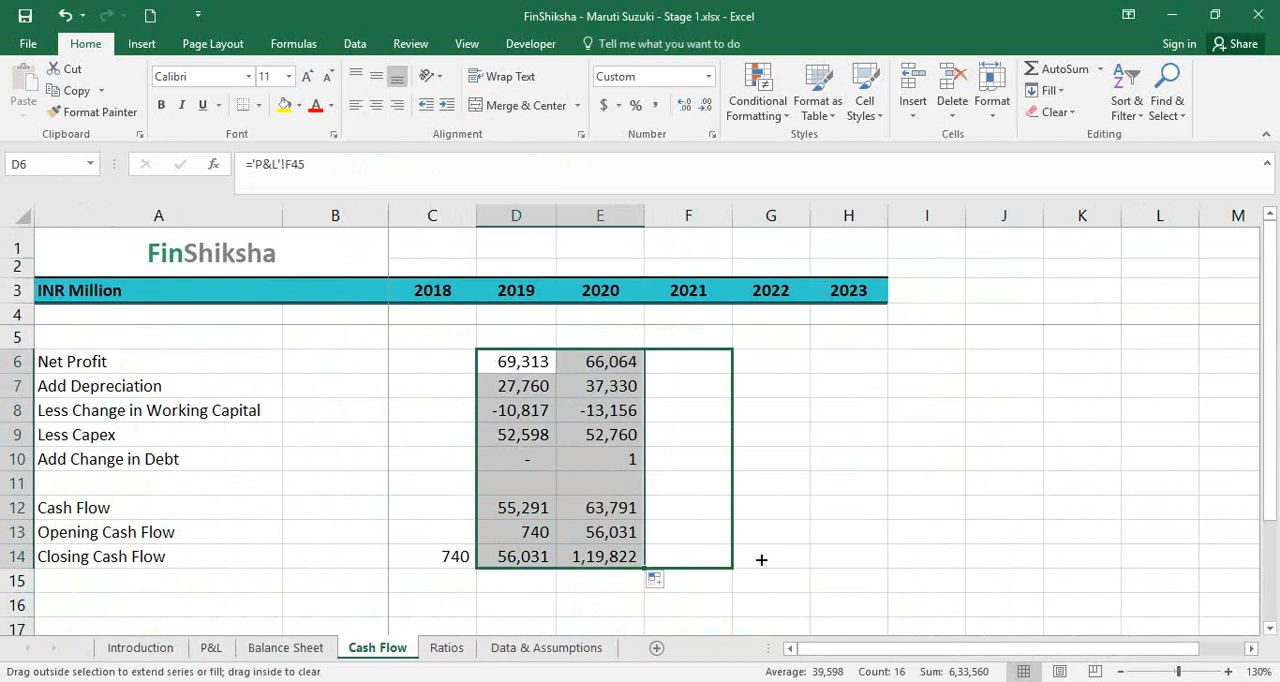 FinShiksha - Maruti Suzuki - Stage 1.xlsx - Excel
File Home Insert Page Layout Formulas Data Review View Developer Tell me what you want to do Sign in Share
Paste Cut Copy Format Painter Clipboard
Calibri 11 B I U A Font
Wrap Text Merge & Center Alignment
Custom $ % , Number
Conditional Formatting Format as Table Cell Styles Styles
Insert Delete Format Cells
AutoSum Fill Clear Sort & Filter Find & Select Editing
D6 fx ='P&L'!F45
A B C D E F G H I J K L M
1 FinShiksha
2
3 INR Million 2018 2019 2020 2021 2022 2023
4
5
6 Net Profit 69,313 66,064
7 Add Depreciation 27,760 37,330
8 Less Change in Working Capital -10,817 -13,156
9 Less Capex 52,598 52,760
10 Add Change in Debt - 1
11
12 Cash Flow 55,291 63,791
13 Opening Cash Flow 740 56,031
14 Closing Cash Flow 740 56,031 1,19,822
15
16
17
Introduction P&L Balance Sheet Cash Flow Ratios Data & Assumptions
Drag outside selection to extend series or fill; drag inside to clear Average: 39,598 Count: 16 Sum: 6,33,560 130%